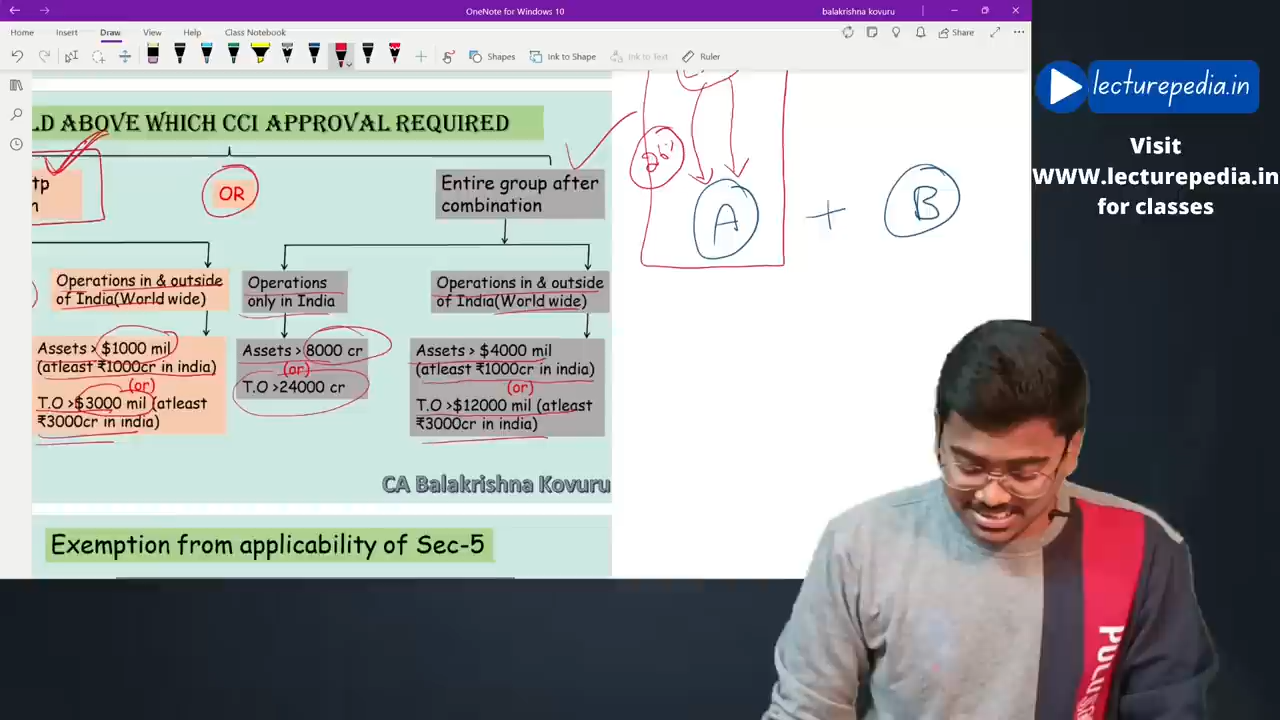 OneNote for Windows 10
balakrishna kovuru
Home
Insert
Draw
View
Help
Class Notebook
Share
Shapes
Ink to Shape
Ink to Text
Ruler
LD ABOVE WHICH CCI APPROVAL REQUIRED
tp
n
OR
Entire group after
combination
Operations in & outside
of India(World wide)
Operations
only in India
Operations in & outside
of India(World wide)
Assets > $1000 mil
(atleast ₹1000cr in india)
(or)
T.O >$3000 mil (atleast
₹3000cr in india)
Assets > 8000 cr
(or)
T.O >24000 cr
Assets > $4000 mil
(atleast ₹1000cr in india)
(or)
T.O >$12000 mil (atleast
₹3000cr in india)
CA Balakrishna Kovuru
Exemption from applicability of Sec-5
A + B
lecturepedia.in
Visit
WWW.lecturepedia.in
for classes